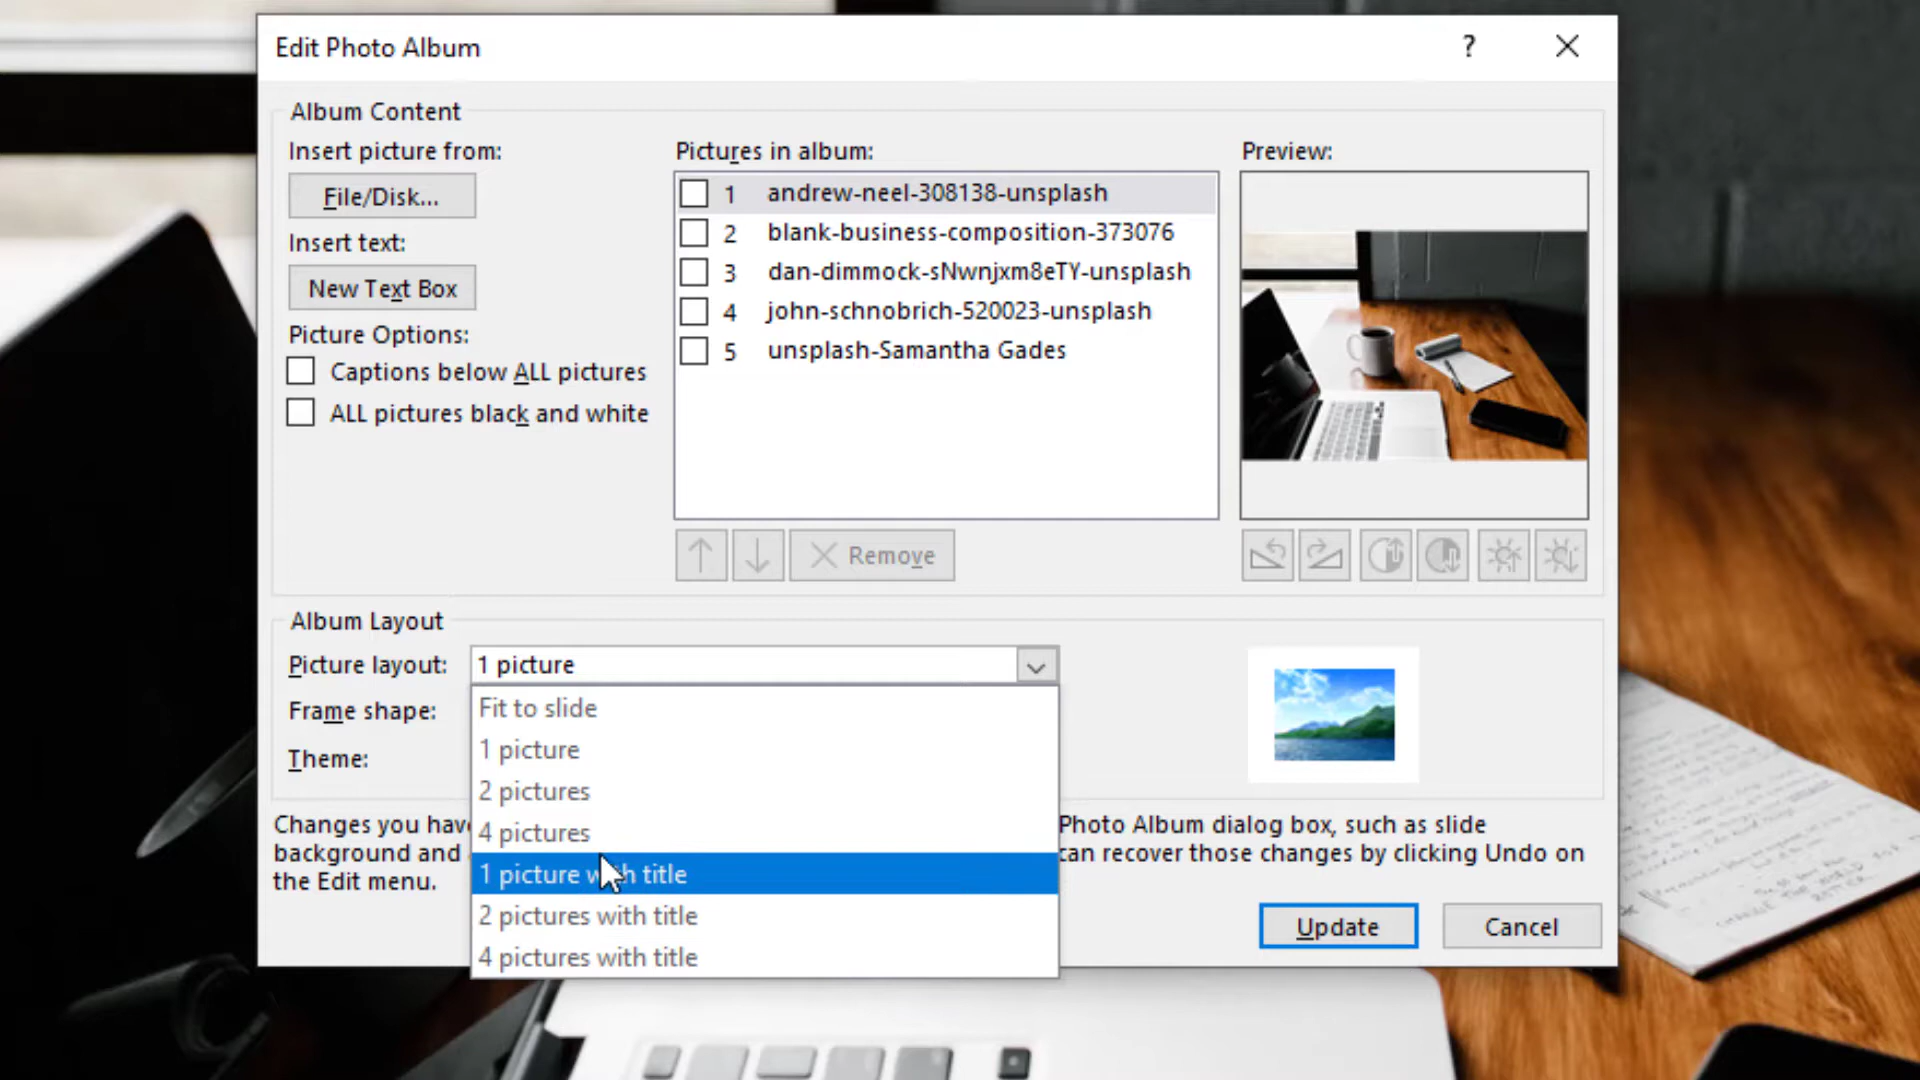 Edit Photo Album
?
Album Content
Insert picture from:
File/Disk...
Insert text:
New Text Box
Picture Options:
Captions below ALL pictures
ALL pictures black and white
Pictures in album:
1 andrew-neel-308138-unsplash
2 blank-business-composition-373076
3 dan-dimmock-sNwnjxm8eTY-unsplash
4 john-schnobrich-520023-unsplash
5 unsplash-Samantha Gades
Remove
Preview:
Album Layout
Picture layout: 1 picture
Frame shape:
Theme:
Fit to slide
1 picture
2 pictures
4 pictures
1 picture with title
2 pictures with title
4 pictures with title
Changes you have Photo Album dialog box, such as slide
background and can recover those changes by clicking Undo on
the Edit menu.
Update
Cancel